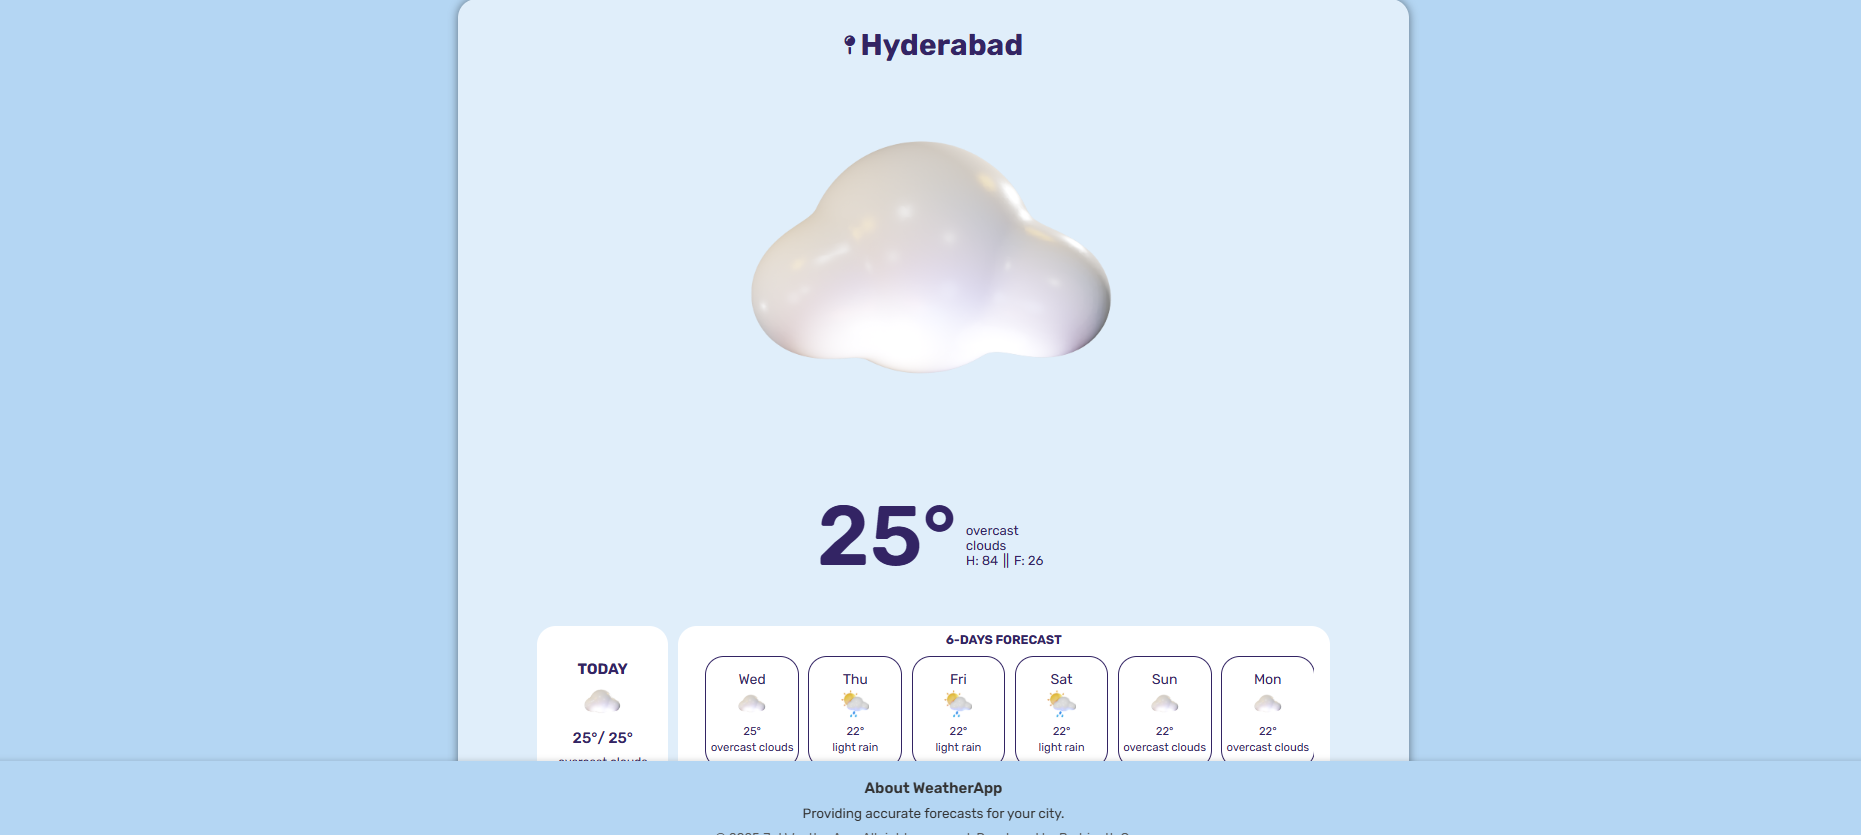 Hyderabad
25°
overcast
clouds
H: 84 || F: 26
TODAY
25°/ 25°
overcast clouds
6-DAYS FORECAST
Wed
25°
overcast clouds
Thu
22°
light rain
Fri
22°
light rain
Sat
22°
light rain
Sun
22°
overcast clouds
Mon
22°
overcast clouds
About WeatherApp
Providing accurate forecasts for your city.